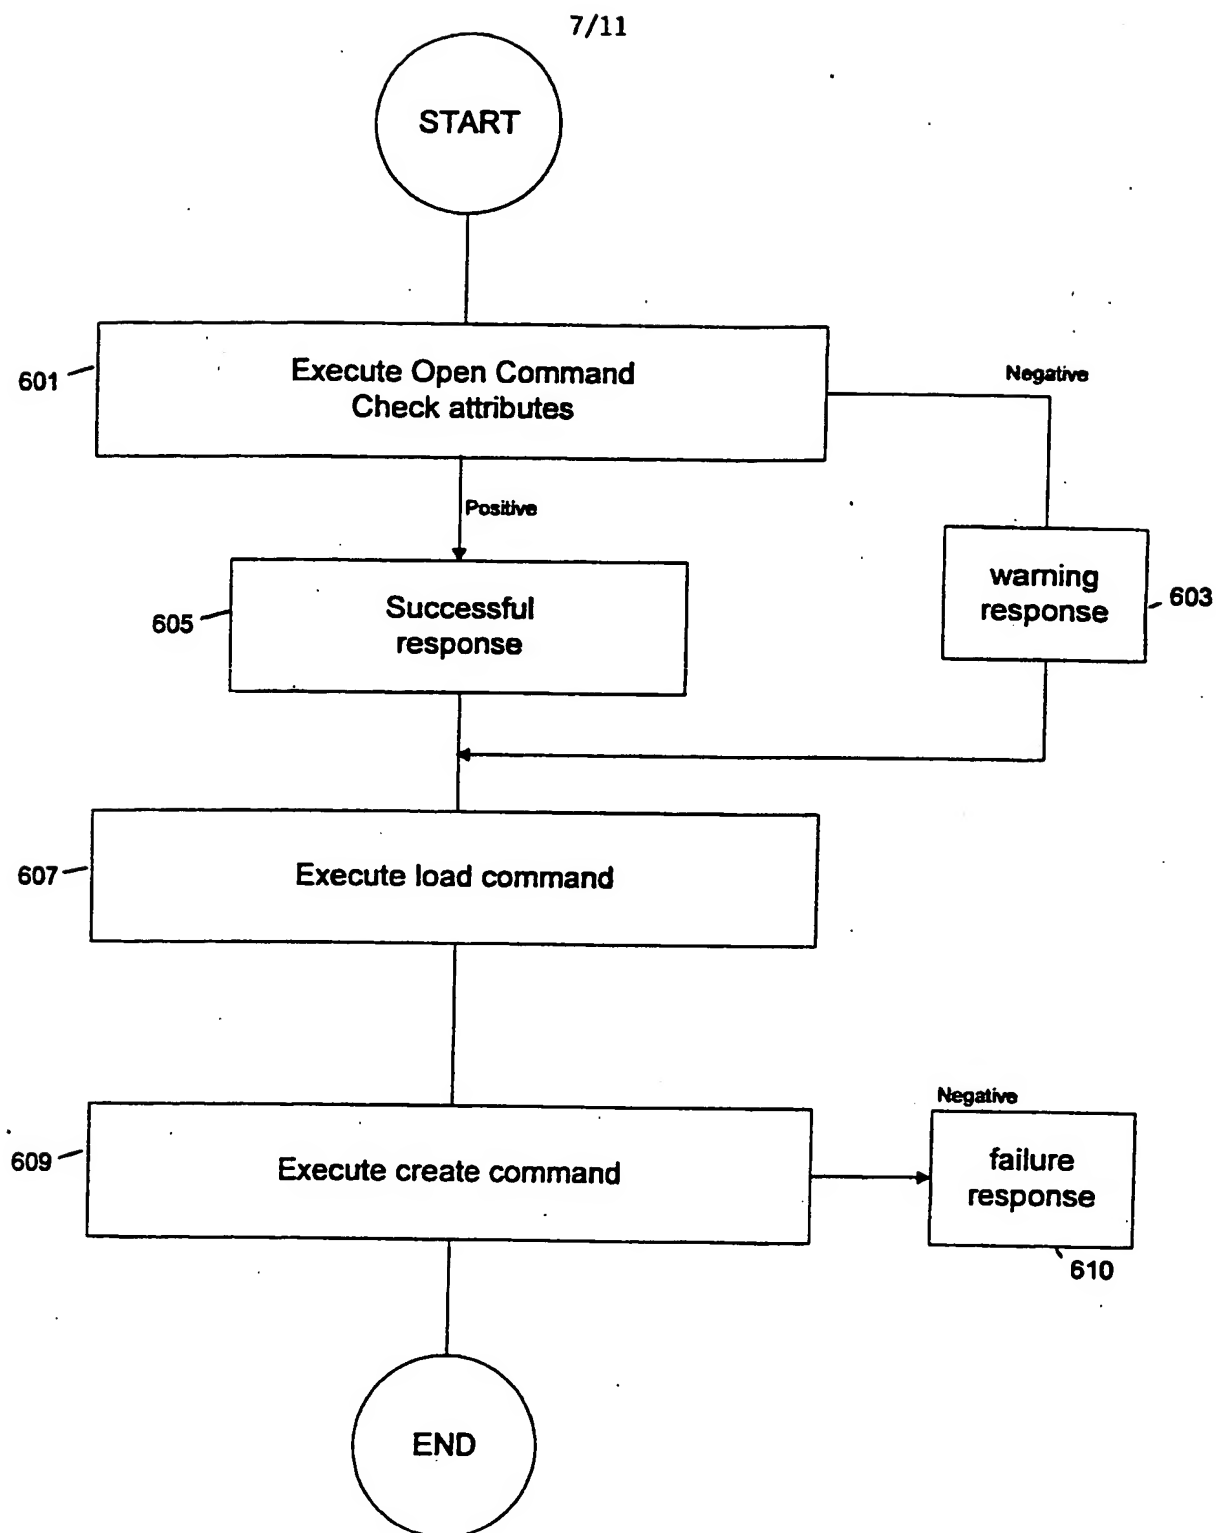 7/11
START
601
Execute Open Command
Check attributes
Negative
Positive
605
Successful
response
warning
response
603
607
Execute load command
609
Execute create command
Negative
failure
response
610
END